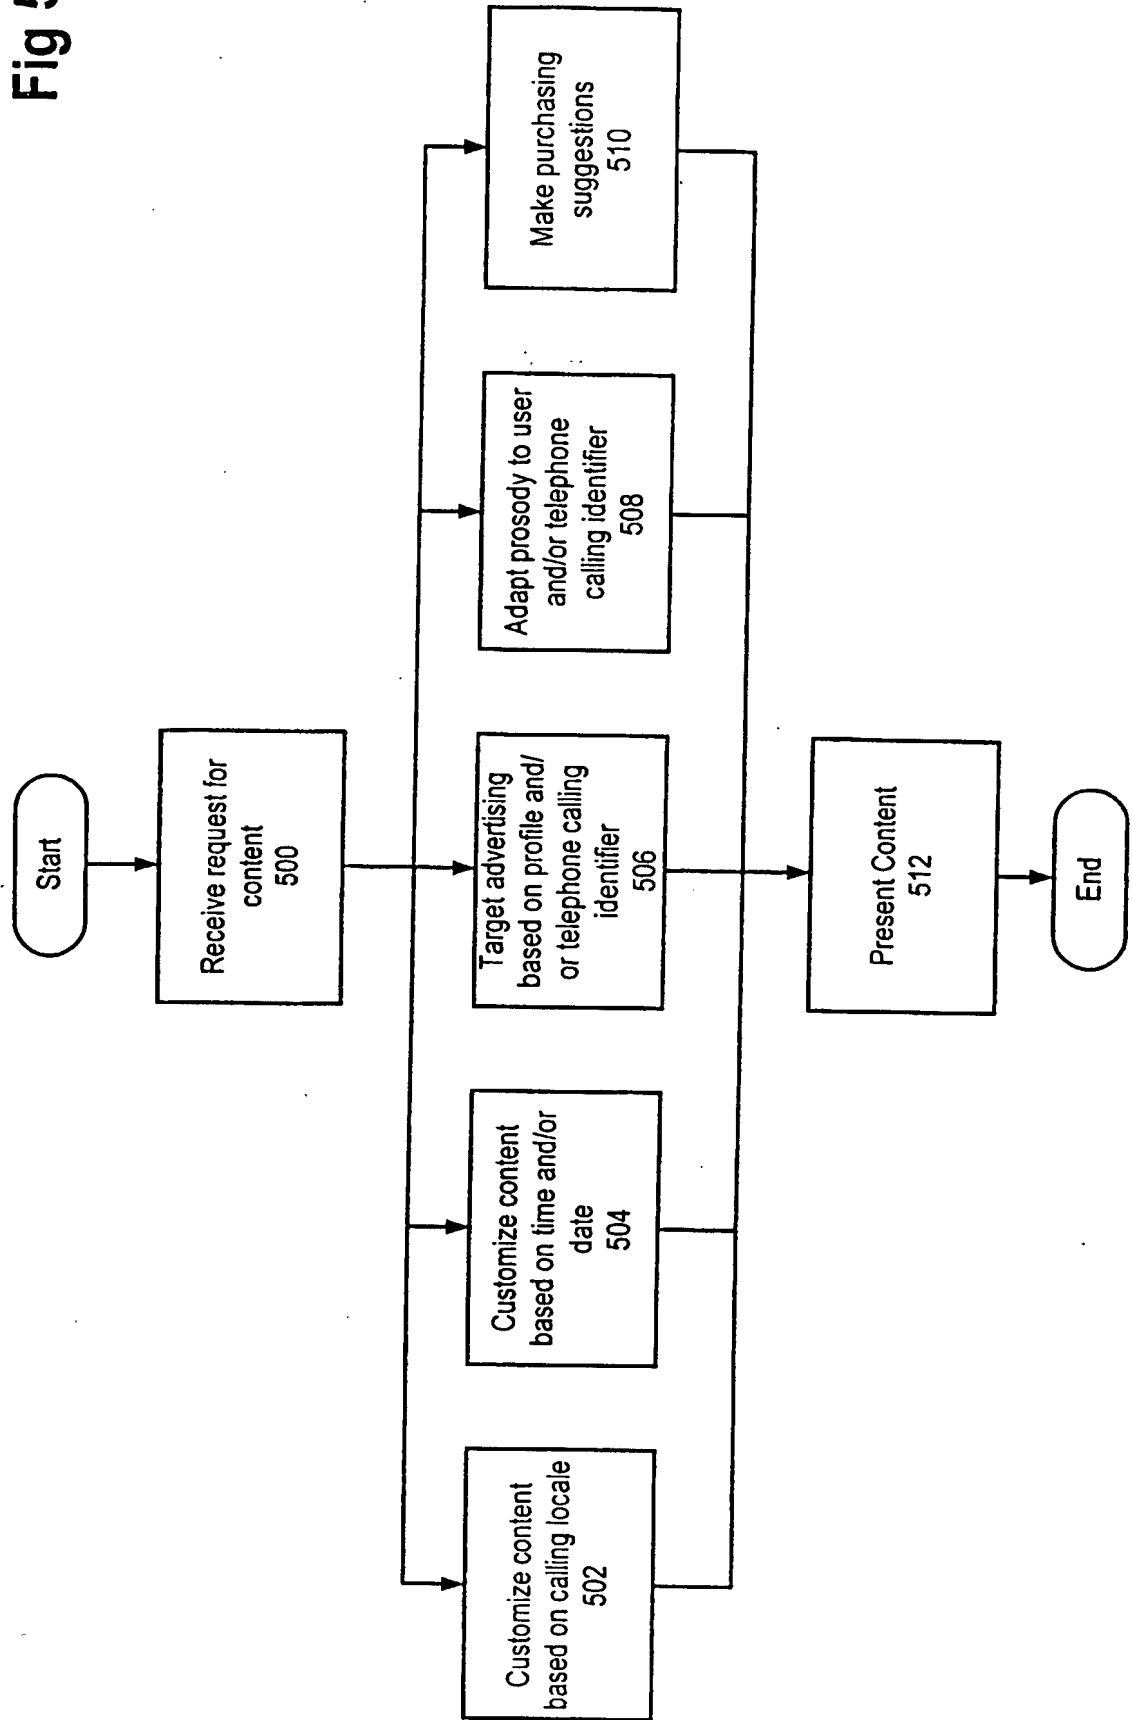 Fig 5
Start
Receive request for
content
500
Customize content
based on calling locale
502
Customize content
based on time and/or
date
504
Target advertising
based on profile and/
or telephone calling
identifier
506
Adapt prosody to user
and/or telephone
calling identifier
508
Make purchasing
suggestions
510
Present Content
512
End